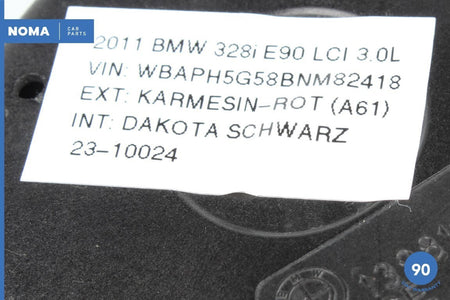 NOMA CAR PARTS
2011 BMW 328i E90 LCI 3.0L
VIN: WBAPH5G58BNM82418
EXT: KARMESIN-ROT (A61)
INT: DAKOTA SCHWARZ
23-10024
BMW
90